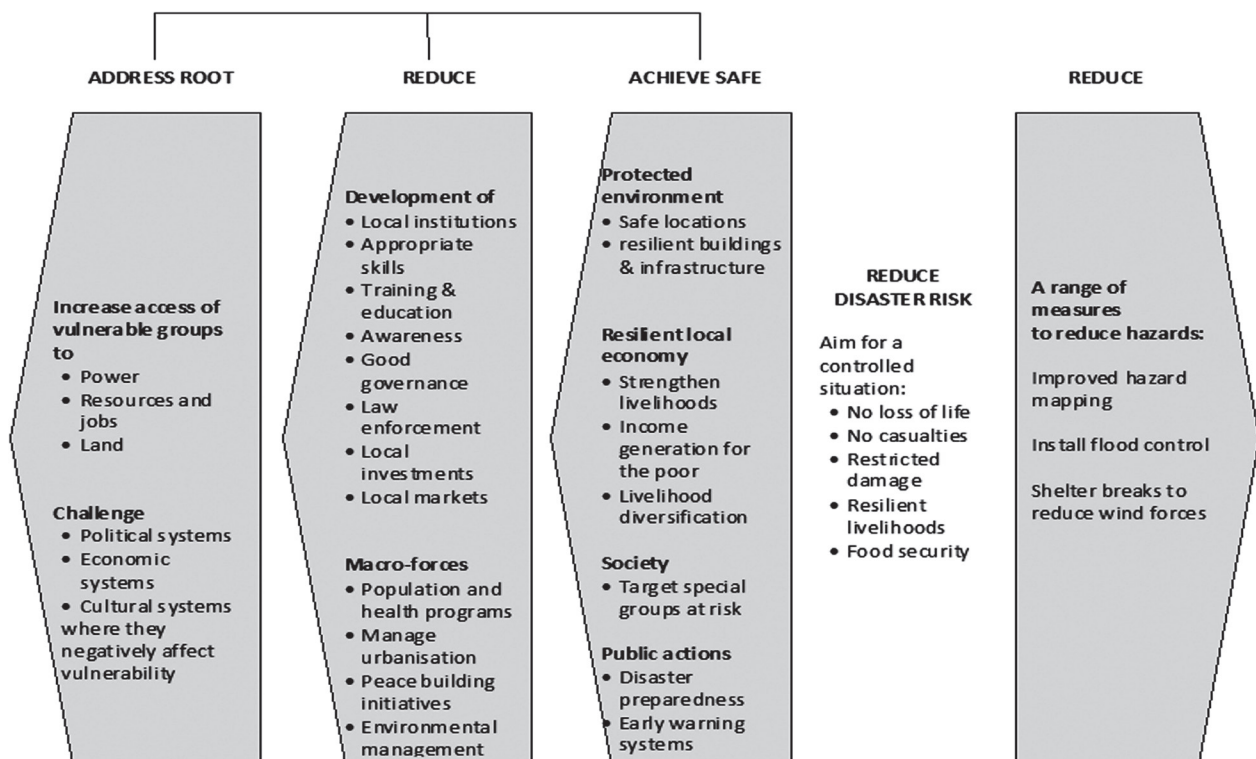 ADDRESS ROOT
REDUCE
ACHIEVE SAFE
REDUCE
Increase access of
vulnerable groups
to
• Power
• Resources and
jobs
• Land
Challenge
• Political systems
• Economic
systems
• Cultural systems
where they
negatively affect
vulnerability
Development of
• Local institutions
• Appropriate
skills
• Training &
education
• Awareness
• Good
governance
• Law
enforcement
• Local
investments
• Local markets
Macro-forces
• Population and
health programs
• Manage
urbanisation
• Peace building
initiatives
• Environmental
management
Protected
environment
• Safe locations
• resilient buildings
& infrastructure
Resilient local
economy
• Strengthen
livelihoods
• Income
generation for
the poor
• Livelihood
diversification
Society
• Target special
groups at risk
Public actions
• Disaster
preparedness
• Early warning
systems
REDUCE
DISASTER RISK
Aim for a
controlled
situation:
• No loss of life
• No casualties
• Restricted
damage
• Resilient
livelihoods
• Food security
A range of
measures
to reduce hazards:
Improved hazard
mapping
Install flood control
Shelter breaks to
reduce wind forces